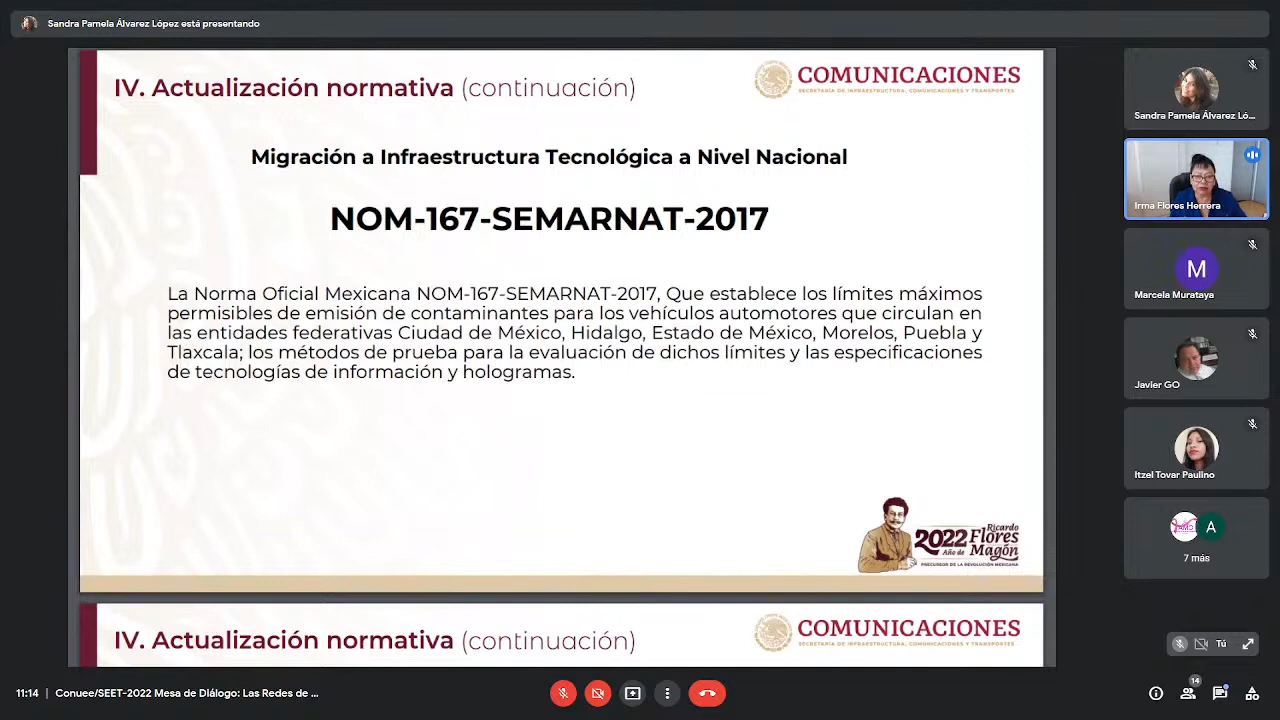 Sandra Pamela Álvarez López está presentando
IV. Actualización normativa (continuación)
COMUNICACIONES
SECRETARÍA DE INFRAESTRUCTURA, COMUNICACIONES Y TRANSPORTES
Migración a Infraestructura Tecnológica a Nivel Nacional
NOM-167-SEMARNAT-2017
La Norma Oficial Mexicana NOM-167-SEMARNAT-2017, Que establece los límites máximos
permisibles de emisión de contaminantes para los vehículos automotores que circulan en
las entidades federativas Ciudad de México, Hidalgo, Estado de México, Morelos, Puebla y
Tlaxcala; los métodos de prueba para la evaluación de dichos límites y las especificaciones
de tecnologías de información y hologramas.
2022
Año de
Ricardo
Flores
Magón
PRECURSOR DE LA REVOLUCIÓN MEXICANA
IV. Actualización normativa (continuación)
COMUNICACIONES
SECRETARÍA DE INFRAESTRUCTURA, COMUNICACIONES Y TRANSPORTES
Sandra Pamela Álvarez Ló...
Irma Flores Herrera
M
Marcela Murataya
Javier GO
Itzel Tovar Paulino
A
7 más
Tú
11:14 | Conuee/SEET-2022 Mesa de DIálogo: Las Redes de ...
14